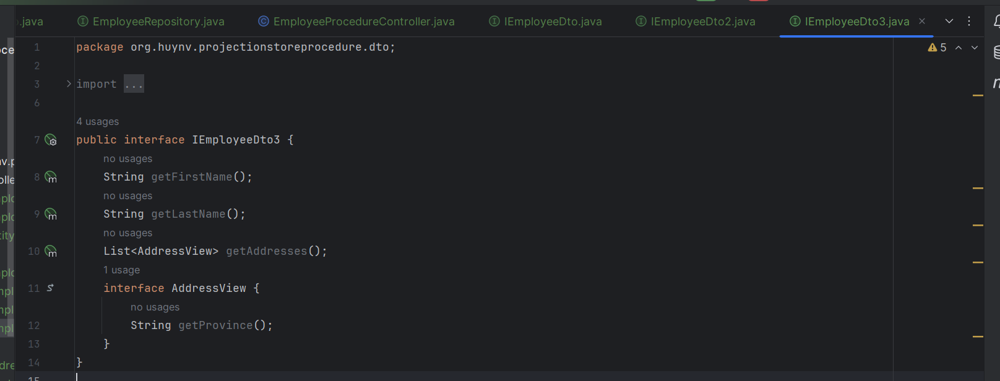 .java EmployeeRepository.java EmployeeProcedureController.java IEmployeeDto.java IEmployeeDto2.java IEmployeeDto3.java
1 package org.huynv.projectionstoreprocedure.dto; 5
2
3 import ...
6
4 usages
7 public interface IEmployeeDto3 {
no usages
8 String getFirstName();
no usages
9 String getLastName();
no usages
10 List<AddressView> getAddresses();
1 usage
11 interface AddressView {
no usages
12 String getProvince();
13 }
14 }
15